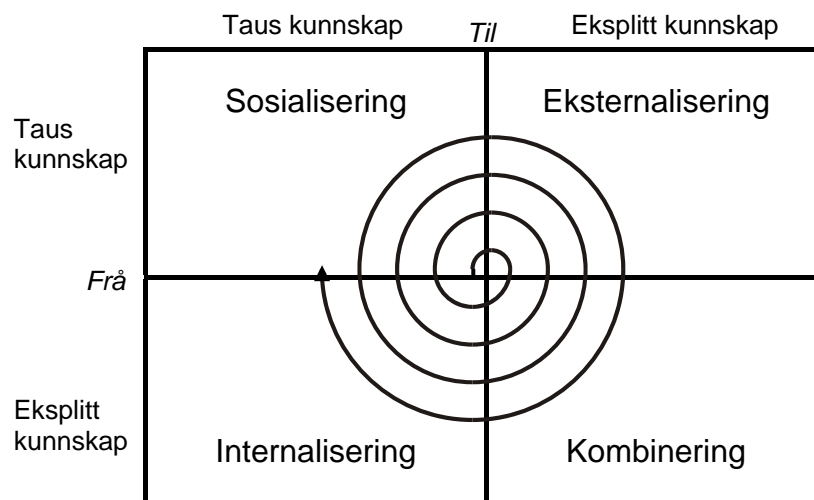 Taus kunnskap
Til
Eksplitt kunnskap
Sosialisering
Eksternalisering
Taus
kunnskap
Frå
Eksplitt
kunnskap
Internalisering
Kombinering